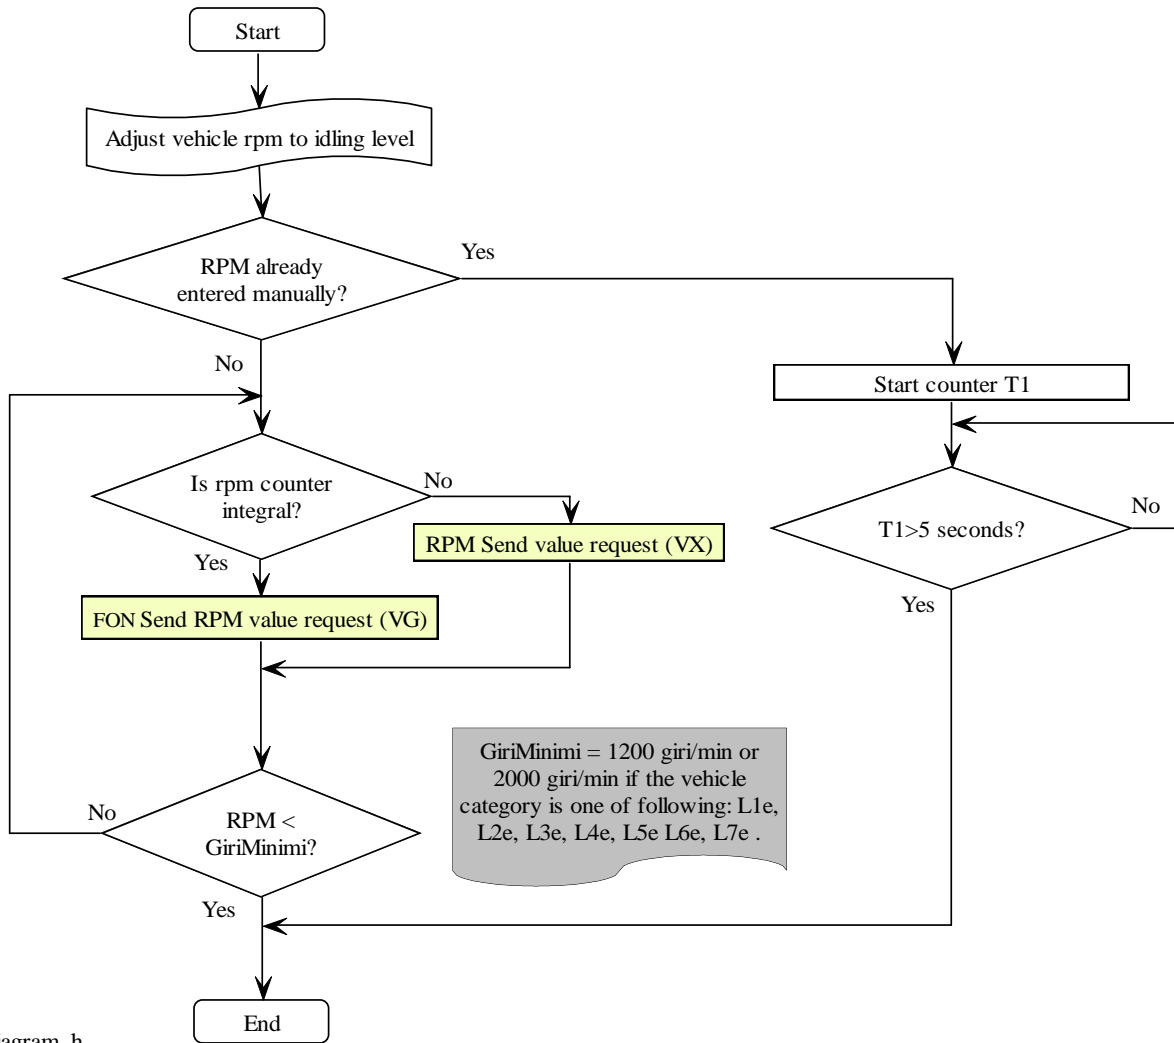 Start
Adjust vehicle rpm to idling level
RPM already
entered manually?
Yes
No
Start counter T1
Is rpm counter
integral?
No
Yes
RPM Send value request (VX)
T1>5 seconds?
No
Yes
FON Send RPM value request (VG)
GiriMinimi = 1200 giri/min or
2000 giri/min if the vehicle
category is one of following: L1e,
L2e, L3e, L4e, L5e L6e, L7e .
RPM <
GiriMinimi?
No
Yes
End